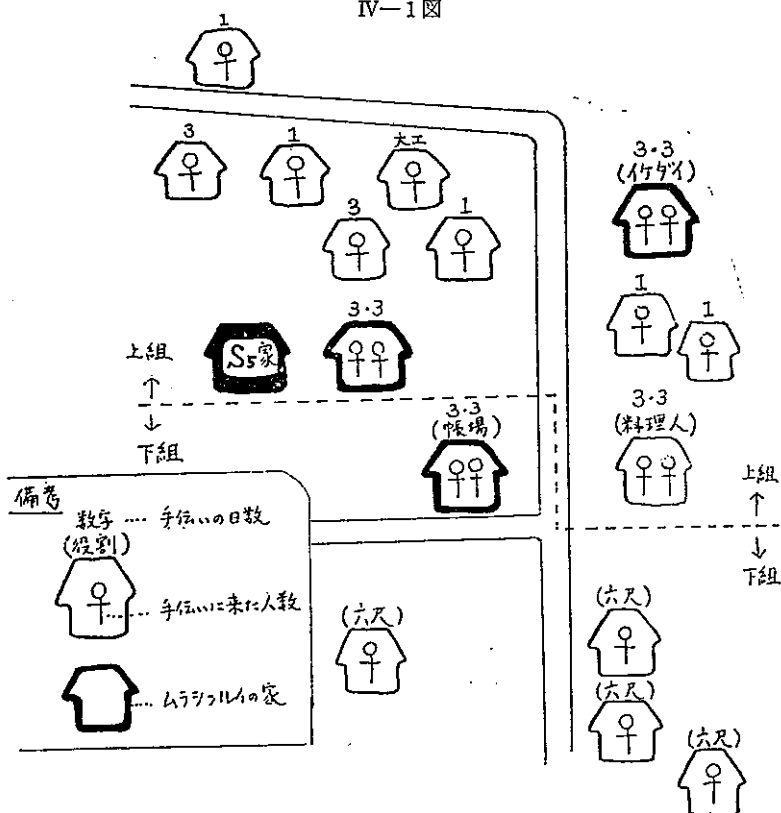 Ⅳ—1図
1
3
1
大工
3・3
(イケダイ)
3
1
1
1
3・3
S5家
上組
↑
↓
下組
3・3
(帳場)
3・3
(料理人)
上組
↑
↓
下組
備考
数字 …… 手伝いの日数
(役割)
…… 手伝いに来た人数
…… ムラシンルイの家
(六尺)
(六尺)
(六尺)
(六尺)